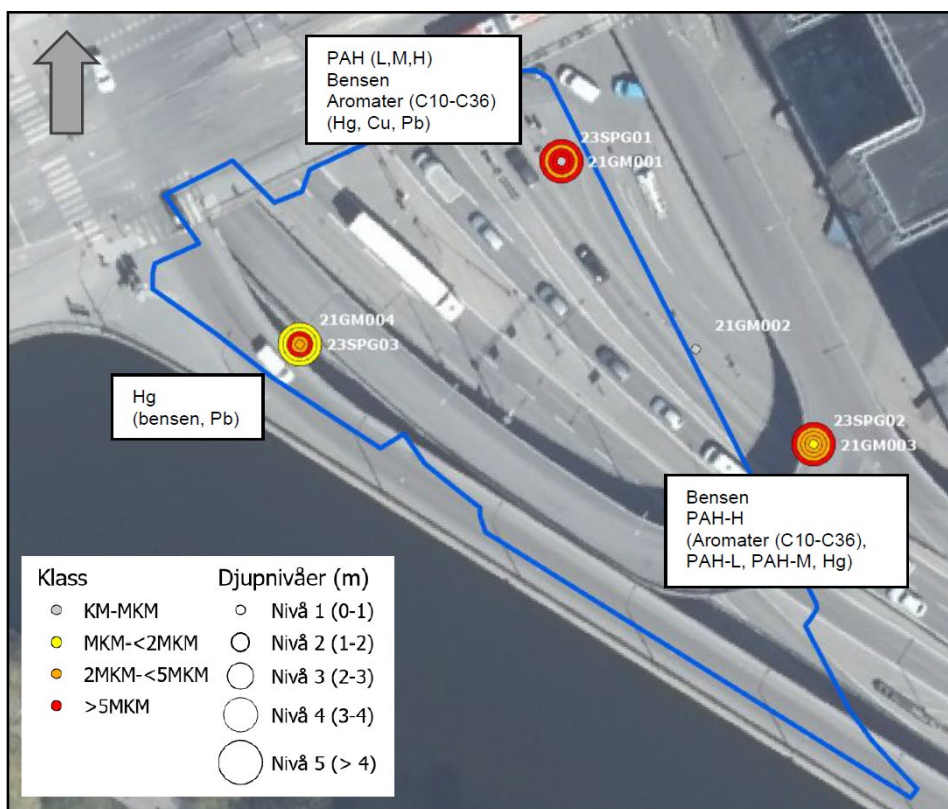 PAH (L,M,H)
Bensen
Aromater (C10-C36)
(Hg, Cu, Pb)
23SPG01
21GM001
21GM002
21GM004
23SPG03
Hg
(bensen, Pb)
23SPG02
21GM003
Bensen
PAH-H
(Aromater (C10-C36),
PAH-L, PAH-M, Hg)
Klass
KM-MKM
MKM-<2MKM
2MKM-<5MKM
>5MKM
Djupnivåer (m)
Nivå 1 (0-1)
Nivå 2 (1-2)
Nivå 3 (2-3)
Nivå 4 (3-4)
Nivå 5 (> 4)